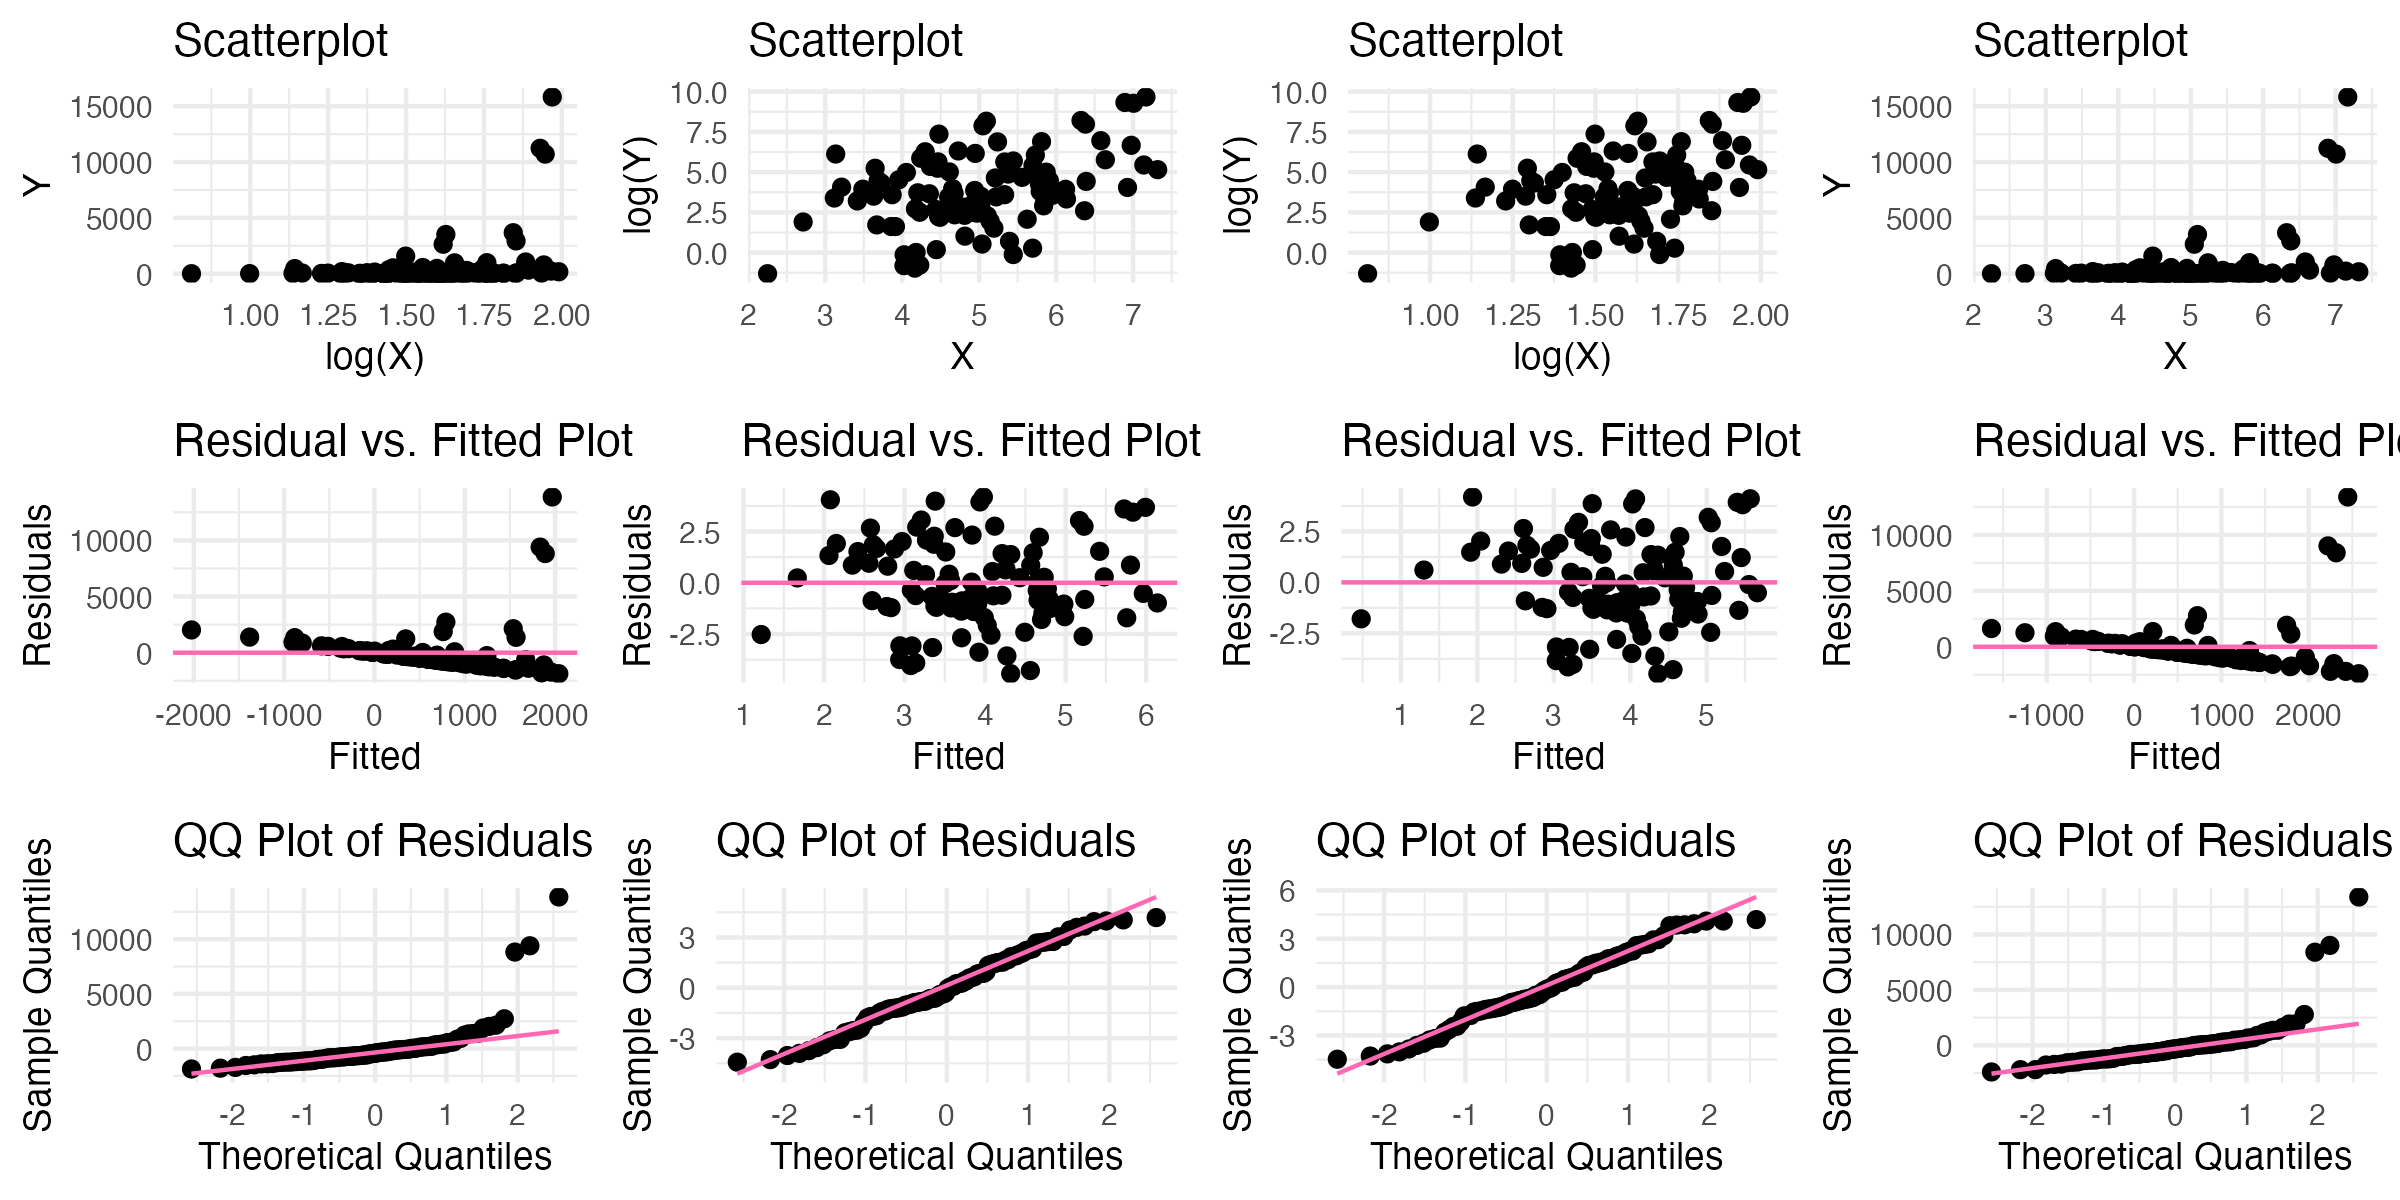 Scatterplot
Scatterplot
Scatterplot
Scatterplot
Y
15000
10000
5000
0
1.00 1.25 1.50 1.75 2.00
log(X)
log(Y)
10.0
7.5
5.0
2.5
0.0
2 3 4 5 6 7
X
log(Y)
10.0
7.5
5.0
2.5
0.0
1.00 1.25 1.50 1.75 2.00
log(X)
Y
15000
10000
5000
0
2 3 4 5 6 7
X
Residual vs. Fitted Plot
Residual vs. Fitted Plot
Residual vs. Fitted Plot
Residual vs. Fitted Pl
Residuals
10000
5000
0
-2000 -1000 0 1000 2000
Fitted
Residuals
2.5
0.0
-2.5
1 2 3 4 5 6
Fitted
Residuals
2.5
0.0
-2.5
1 2 3 4 5
Fitted
Residuals
10000
5000
0
-1000 0 1000 2000
Fitted
QQ Plot of Residuals
QQ Plot of Residuals
QQ Plot of Residuals
QQ Plot of Residuals
Sample Quantiles
10000
5000
0
-2 -1 0 1 2
Theoretical Quantiles
Sample Quantiles
3
0
-3
-2 -1 0 1 2
Theoretical Quantiles
Sample Quantiles
6
3
0
-3
-2 -1 0 1 2
Theoretical Quantiles
Sample Quantiles
10000
5000
0
-2 -1 0 1 2
Theoretical Quantiles